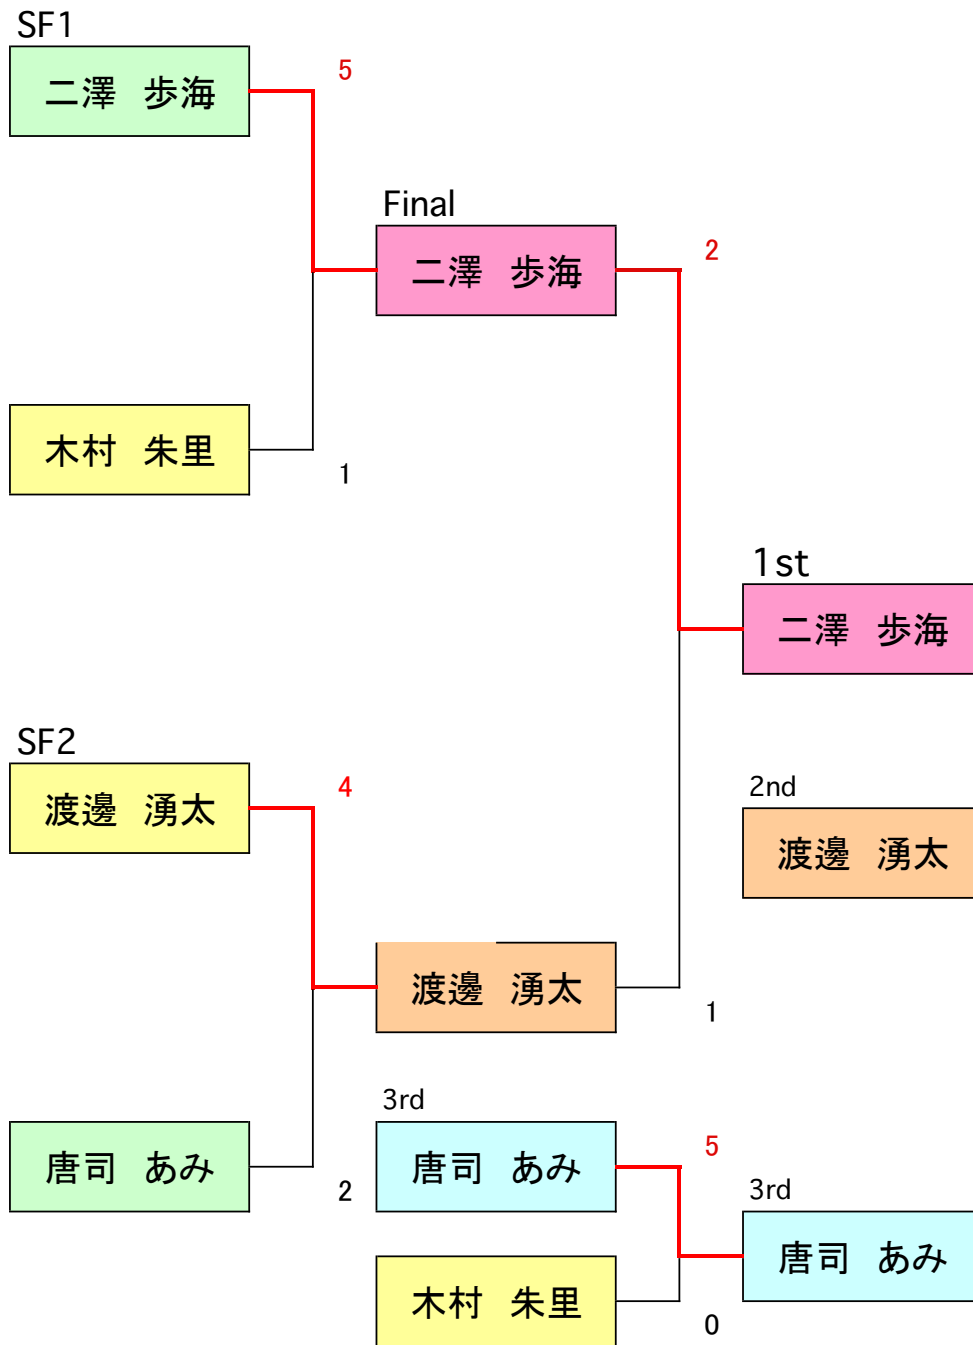 SF1
二澤　歩海
5
Final
二澤　歩海
2
木村　朱里
1
1st
二澤　歩海
SF2
渡邊　湧太
4
2nd
渡邊　湧太
渡邊　湧太
1
3rd
唐司　あみ
2
唐司　あみ
5
3rd
唐司　あみ
木村　朱里
0